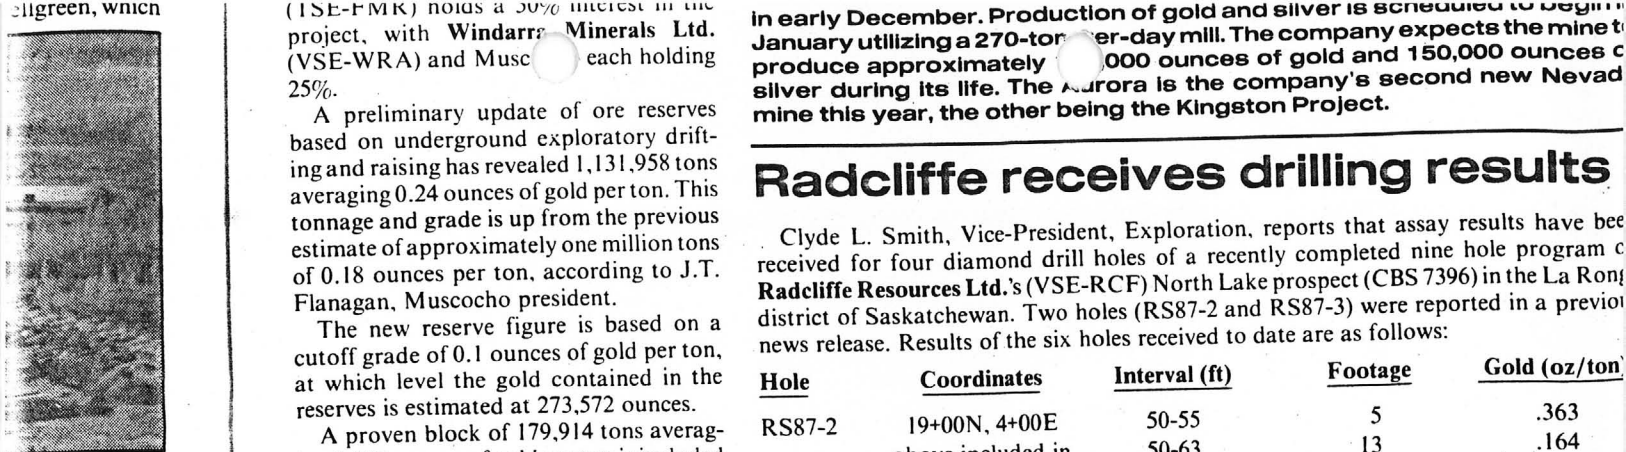 ellgreen, which
(TSE-FMR) holds a 50% interest in the
project, with Windarra Minerals Ltd.
(VSE-WRA) and Musc each holding
25%.
A preliminary update of ore reserves
based on underground exploratory drift-
ing and raising has revealed 1,131,958 tons
averaging 0.24 ounces of gold per ton. This
tonnage and grade is up from the previous
estimate of approximately one million tons
of 0.18 ounces per ton, according to J.T.
Flanagan, Muscocho president.
The new reserve figure is based on a
cutoff grade of 0.1 ounces of gold per ton,
at which level the gold contained in the
reserves is estimated at 273,572 ounces.
A proven block of 179,914 tons averag-
in early December. Production of gold and silver is scheduled to begin
January utilizing a 270-ton-per-day mill. The company expects the mine t
produce approximately ,000 ounces of gold and 150,000 ounces o
silver during its life. The Aurora is the company's second new Nevad
mine this year, the other being the Kingston Project.
Radcliffe receives drilling results
Clyde L. Smith, Vice-President, Exploration, reports that assay results have bee
received for four diamond drill holes of a recently completed nine hole program o
Radcliffe Resources Ltd.'s (VSE-RCF) North Lake prospect (CBS 7396) in the La Rong
district of Saskatchewan. Two holes (RS87-2 and RS87-3) were reported in a previou
news release. Results of the six holes received to date are as follows:
Hole Coordinates Interval (ft) Footage Gold (oz/ton)
RS87-2 19+00N, 4+00E 50-55 5 .363
above included in 50-63 13 .164